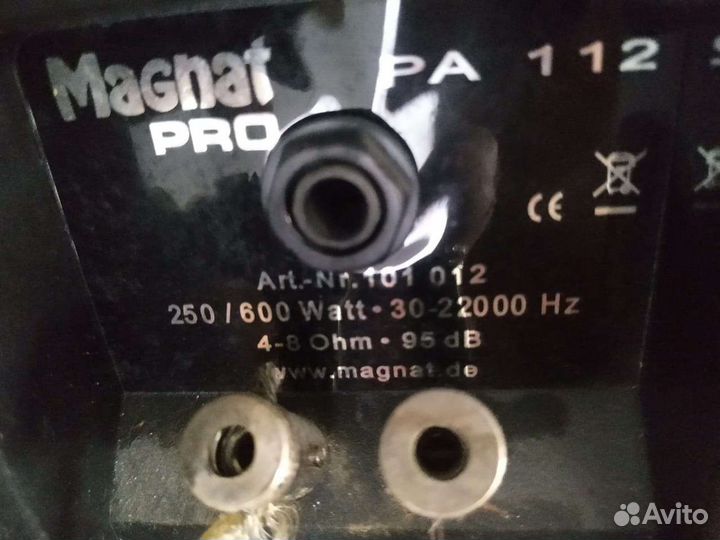 Magnat PA 112
PRO
CE
Art.-Nr.101 012
250 / 600 Watt • 30-22000 Hz
4-8 Ohm • 95 dB
www.magnat.de
Avito